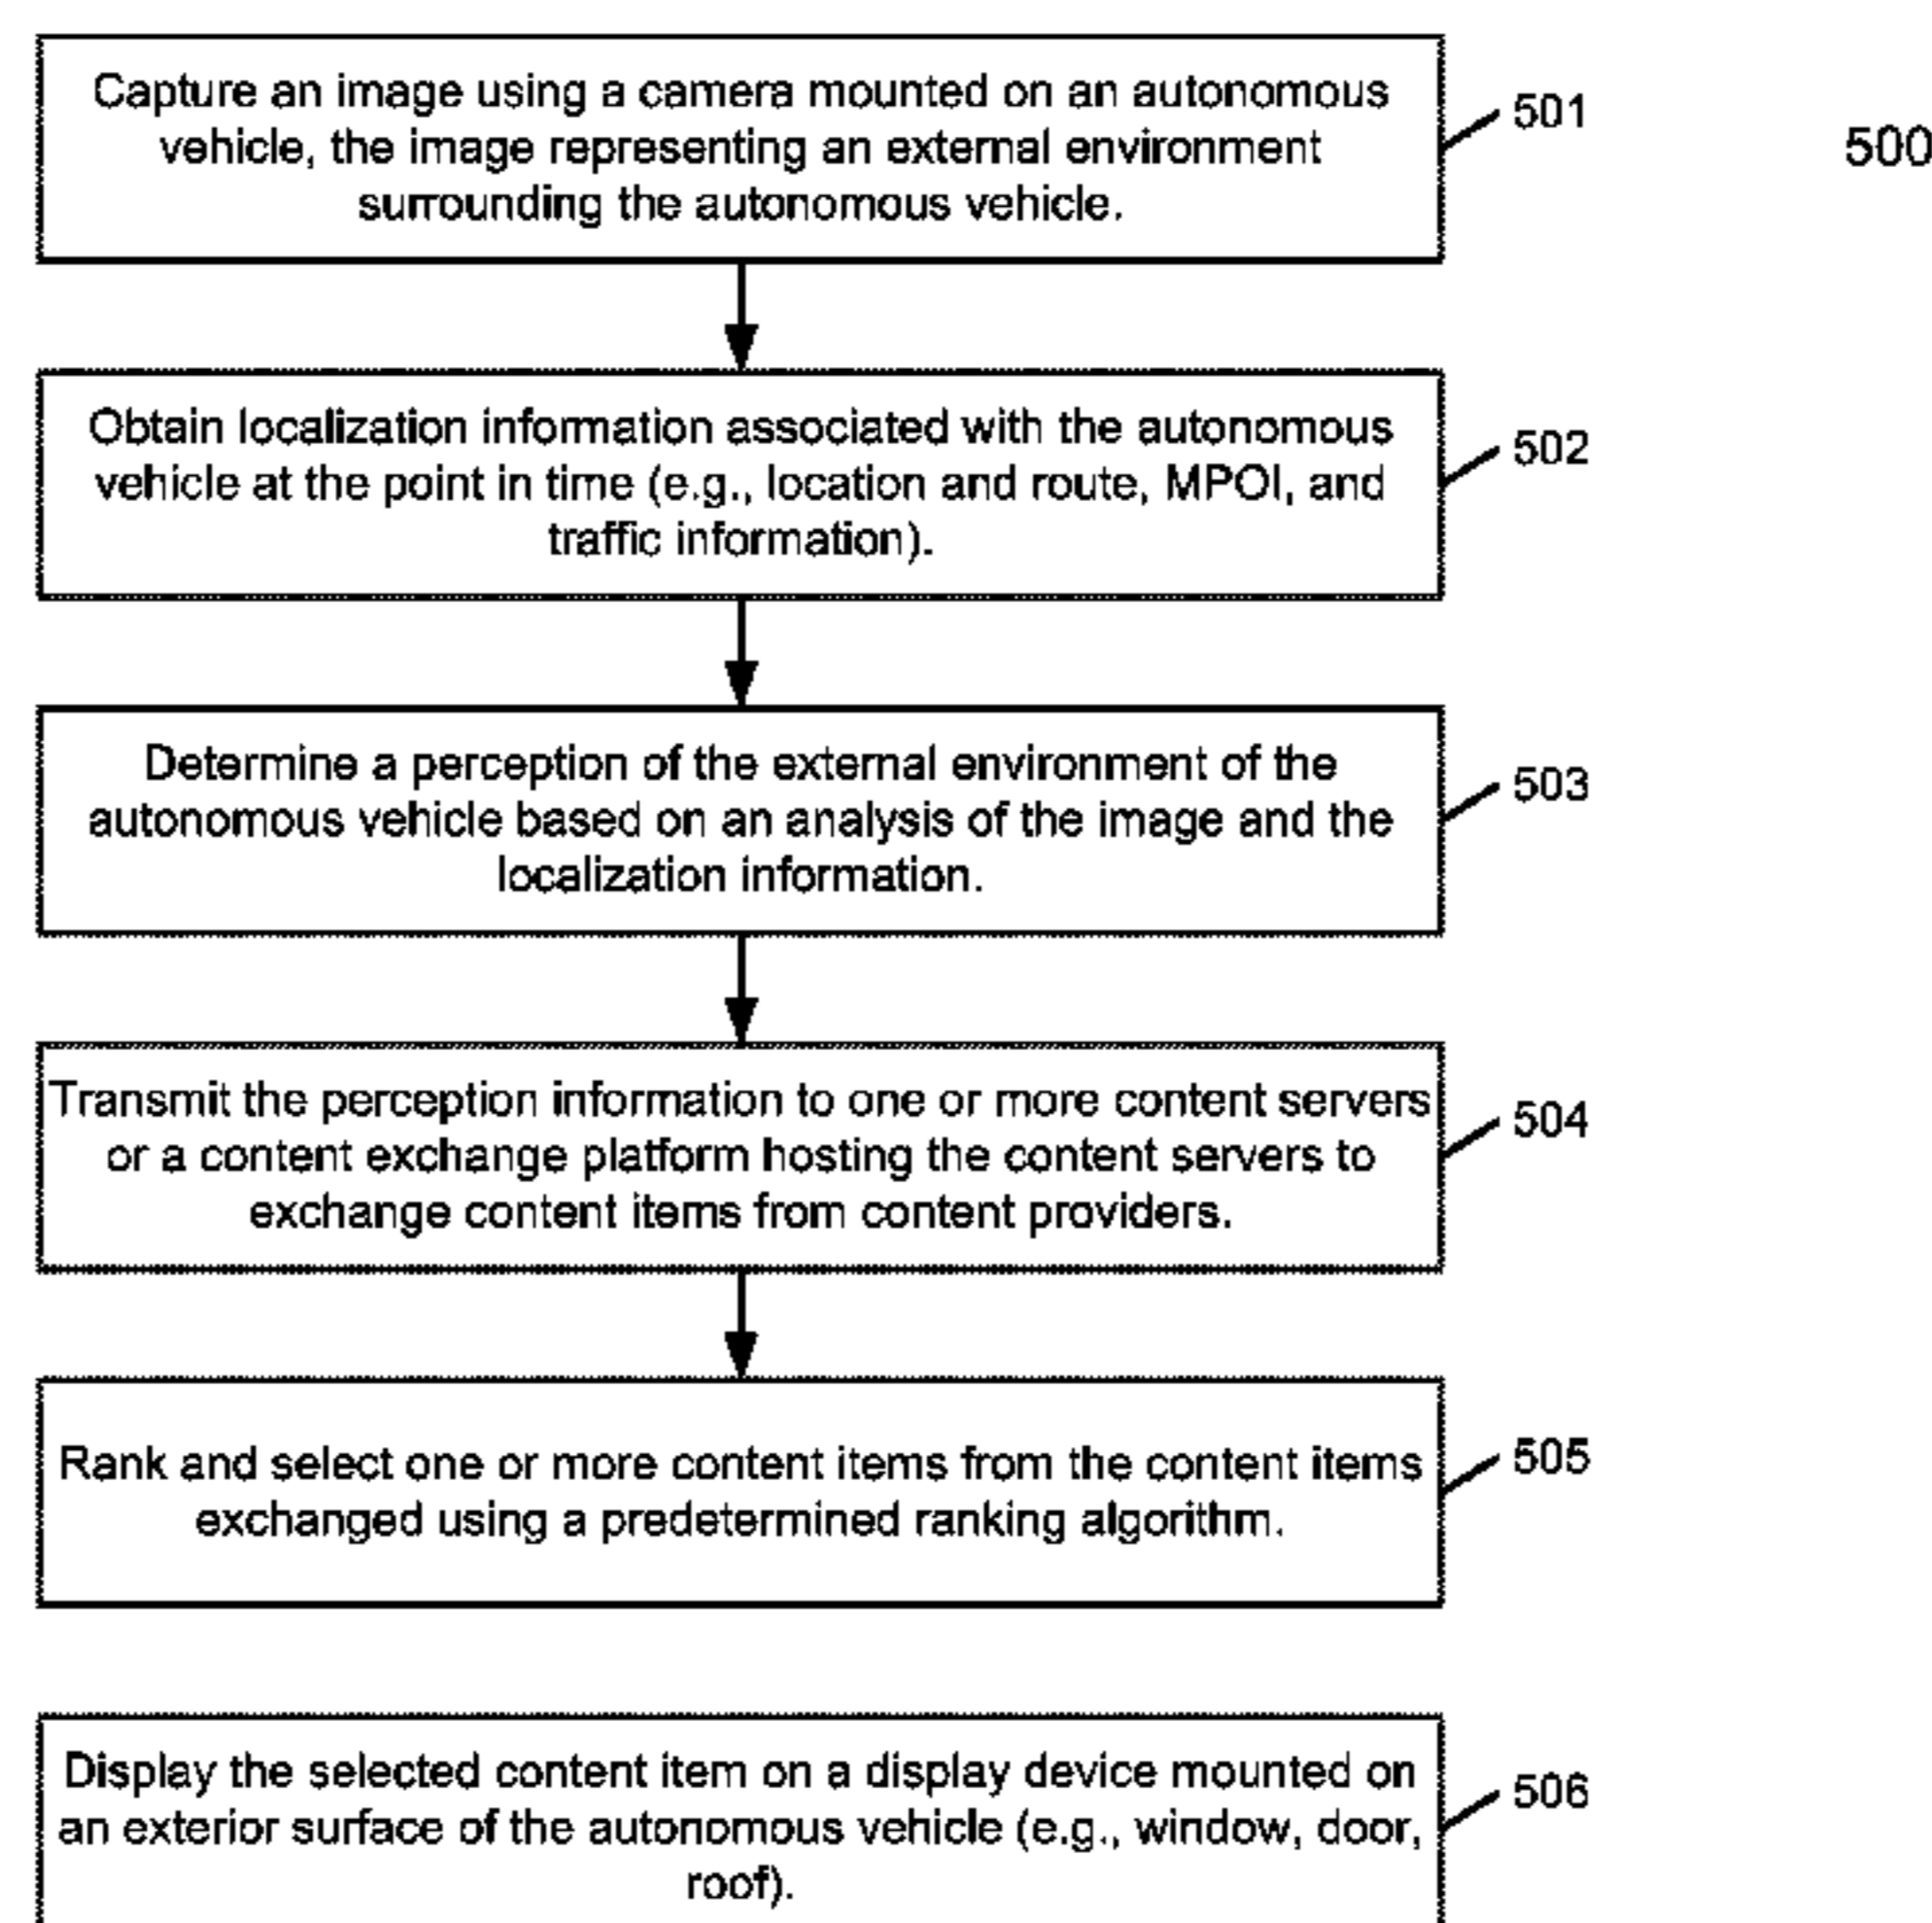 Capture an image using a camera mounted on an autonomous
vehicle, the image representing an external environment
surrounding the autonomous vehicle.
501
500
Obtain localization information associated with the autonomous
vehicle at the point in time (e.g., location and route, MPOI, and
traffic information).
502
Determine a perception of the external environment of the
autonomous vehicle based on an analysis of the image and the
localization information.
503
Transmit the perception information to one or more content servers
or a content exchange platform hosting the content servers to
exchange content items from content providers.
504
Rank and select one or more content items from the content items
exchanged using a predetermined ranking algorithm.
505
Display the selected content item on a display device mounted on
an exterior surface of the autonomous vehicle (e.g., window, door,
roof).
506